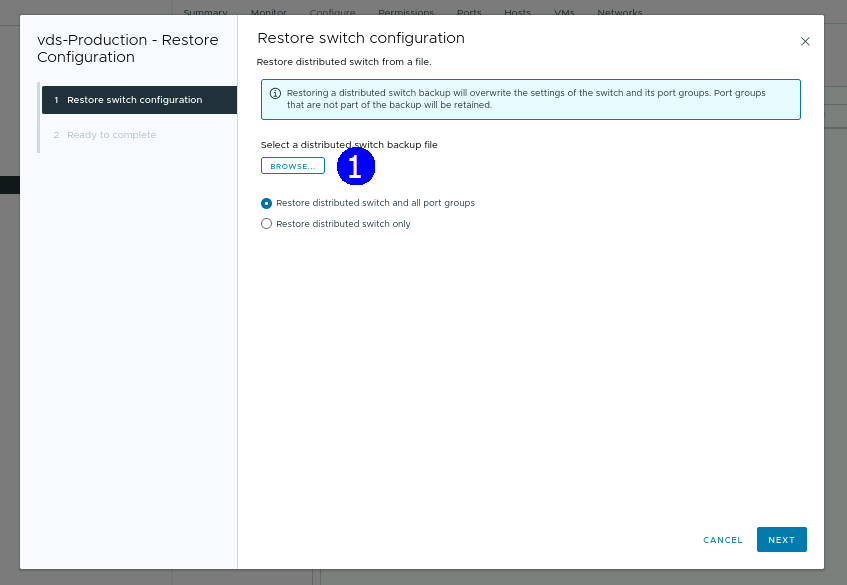 Summary Monitor Configure Permissions Ports Hosts VMs Networks
vds-Production - Restore
Configuration
1 Restore switch configuration
2 Ready to complete
Restore switch configuration
Restore distributed switch from a file.
Restoring a distributed switch backup will overwrite the settings of the switch and its port groups. Port groups
that are not part of the backup will be retained.
Select a distributed switch backup file
BROWSE...
1
Restore distributed switch and all port groups
Restore distributed switch only
CANCEL NEXT